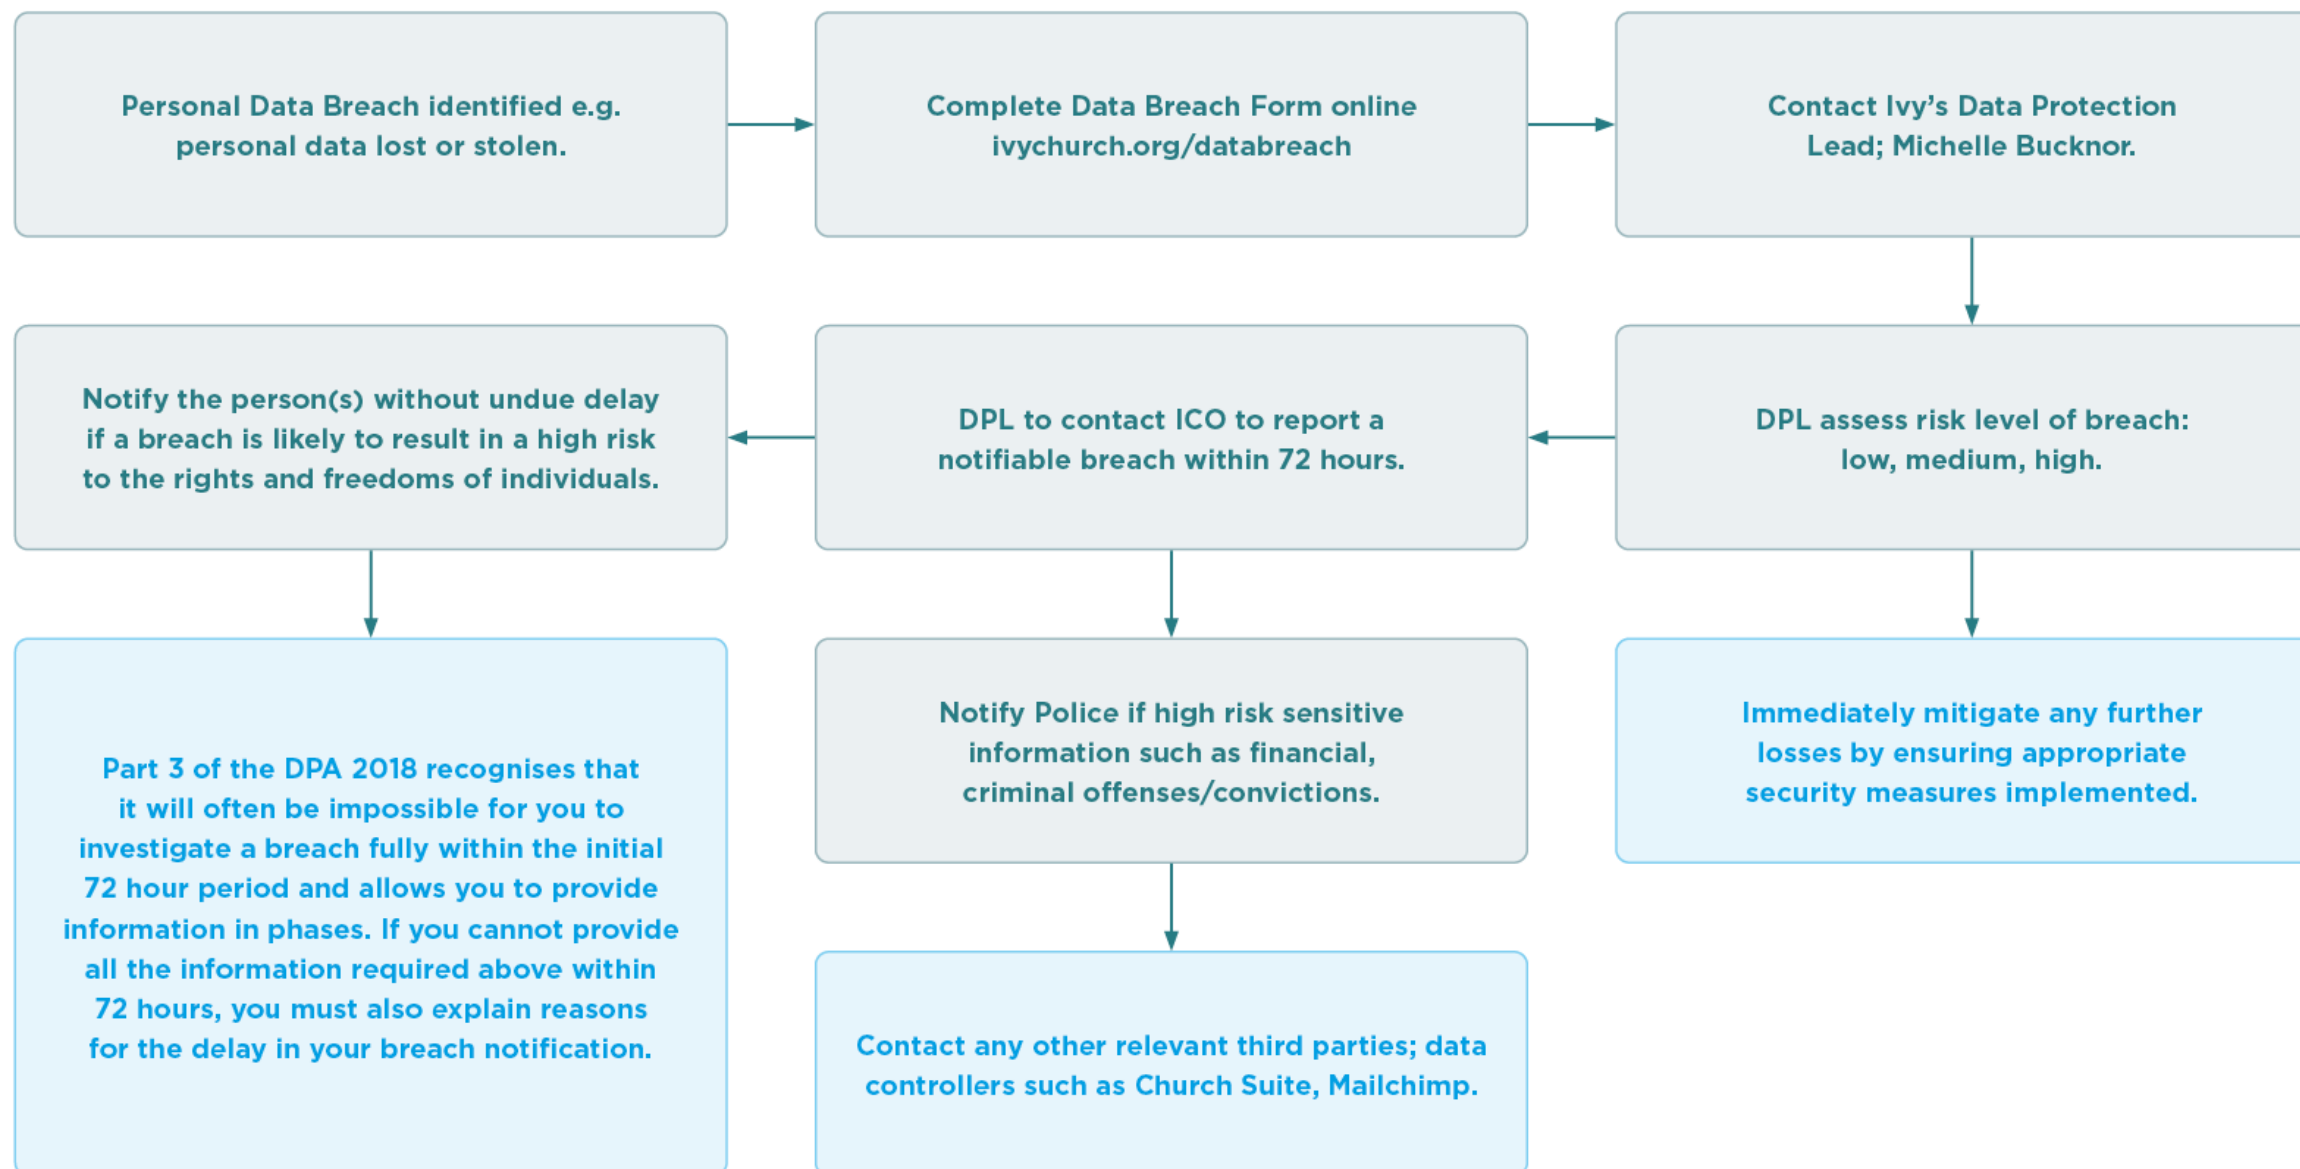 Personal Data Breach identified e.g.
personal data lost or stolen.
Complete Data Breach Form online
ivychurch.org/databreach
Contact Ivy’s Data Protection
Lead; Michelle Bucknor.
Notify the person(s) without undue delay
if a breach is likely to result in a high risk
to the rights and freedoms of individuals.
DPL to contact ICO to report a
notifiable breach within 72 hours.
DPL assess risk level of breach:
low, medium, high.
Part 3 of the DPA 2018 recognises that
it will often be impossible for you to
investigate a breach fully within the initial
72 hour period and allows you to provide
information in phases. If you cannot provide
all the information required above within
72 hours, you must also explain reasons
for the delay in your breach notification.
Notify Police if high risk sensitive
information such as financial,
criminal offenses/convictions.
Immediately mitigate any further
losses by ensuring appropriate
security measures implemented.
Contact any other relevant third parties; data
controllers such as Church Suite, Mailchimp.